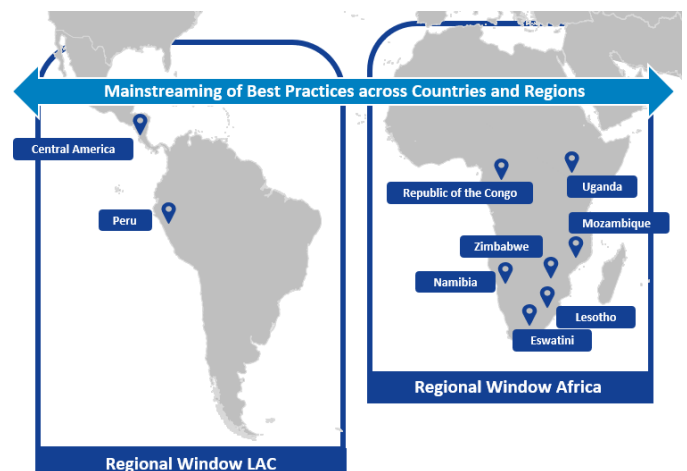 Mainstreaming of Best Practices across Countries and Regions
Central America
Peru
Republic of the Congo
Uganda
Mozambique
Zimbabwe
Namibia
Lesotho
Eswatini
Regional Window Africa
Regional Window LAC